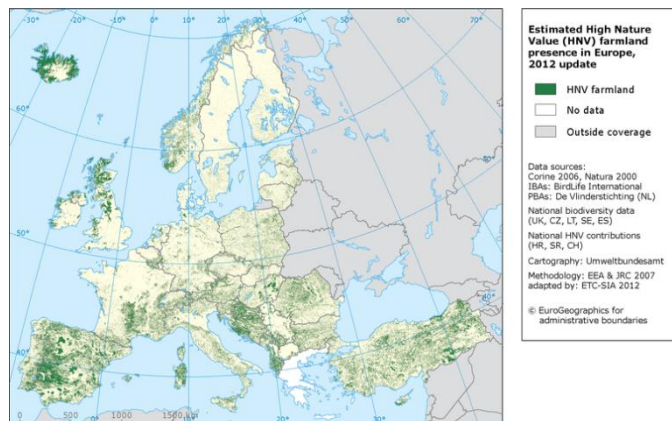 -30°
-20°
-10°
0°
10°
20°
30°
60°
50°
50°
40°
40°
0 500 1000 1500 km
0°
10°
20°
30°
40°
Estimated High Nature
Value (HNV) farmland
presence in Europe,
2012 update
HNV farmland
No data
Outside coverage
Data sources:
Corine 2006, Natura 2000
IBAs: BirdLife International
PBAs: De Vlinderstichting (NL)
National biodiversity data
(UK, CZ, LT, SE, ES)
National HNV contributions
(HR, SR, CH)
Cartography: Umweltbundesamt
Methodology: EEA & JRC 2007
adapted by: ETC-SIA 2012
© EuroGeographics for
administrative boundaries